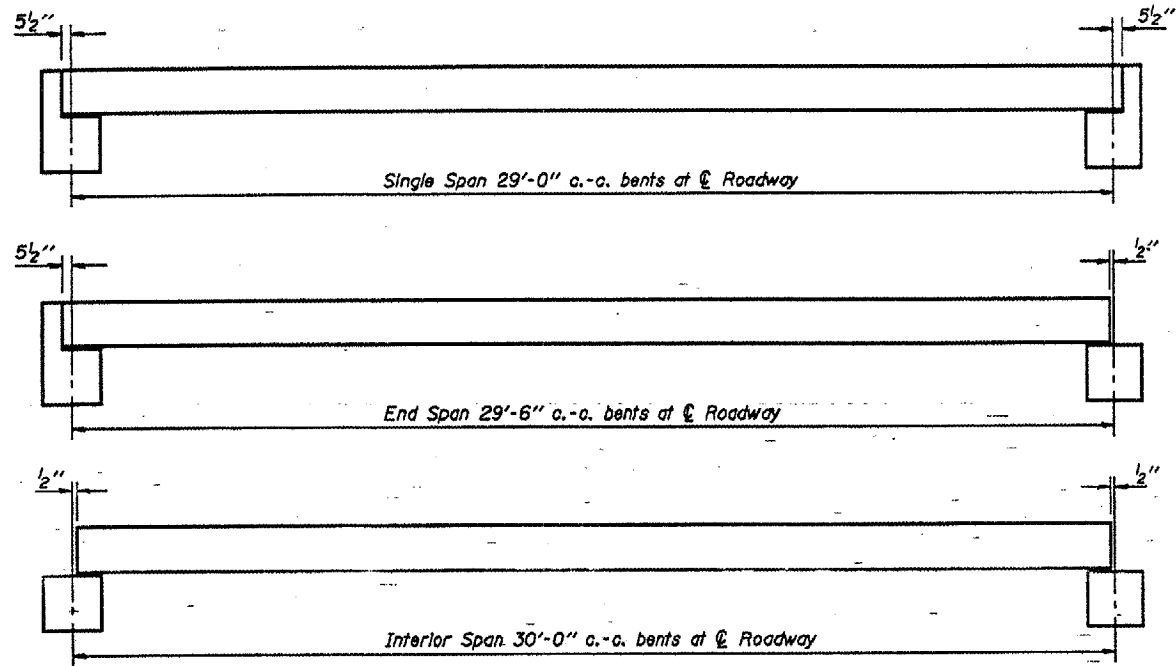 5½" 5½"
Single Span 29'-0" c.-c. bents at ℄ Roadway
5½" ½"
End Span 29'-6" c.-c. bents at ℄ Roadway
½" ½"
Interior Span 30'-0" c.-c. bents at ℄ Roadway